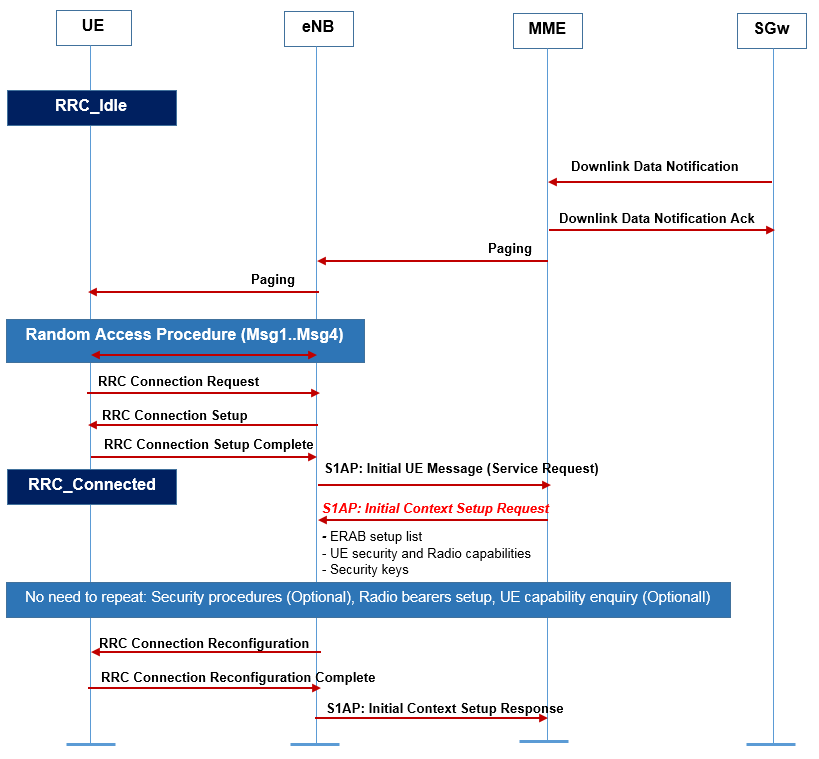 UE
eNB
MME
SGw
RRC_Idle
Downlink Data Notification
Downlink Data Notification Ack
Paging
Paging
Random Access Procedure (Msg1..Msg4)
RRC Connection Request
RRC Connection Setup
RRC Connection Setup Complete
S1AP: Initial UE Message (Service Request)
RRC_Connected
S1AP: Initial Context Setup Request
- ERAB setup list
- UE security and Radio capabilities
- Security keys
No need to repeat: Security procedures (Optional), Radio bearers setup, UE capability enquiry (Optionall)
RRC Connection Reconfiguration
RRC Connection Reconfiguration Complete
S1AP: Initial Context Setup Response